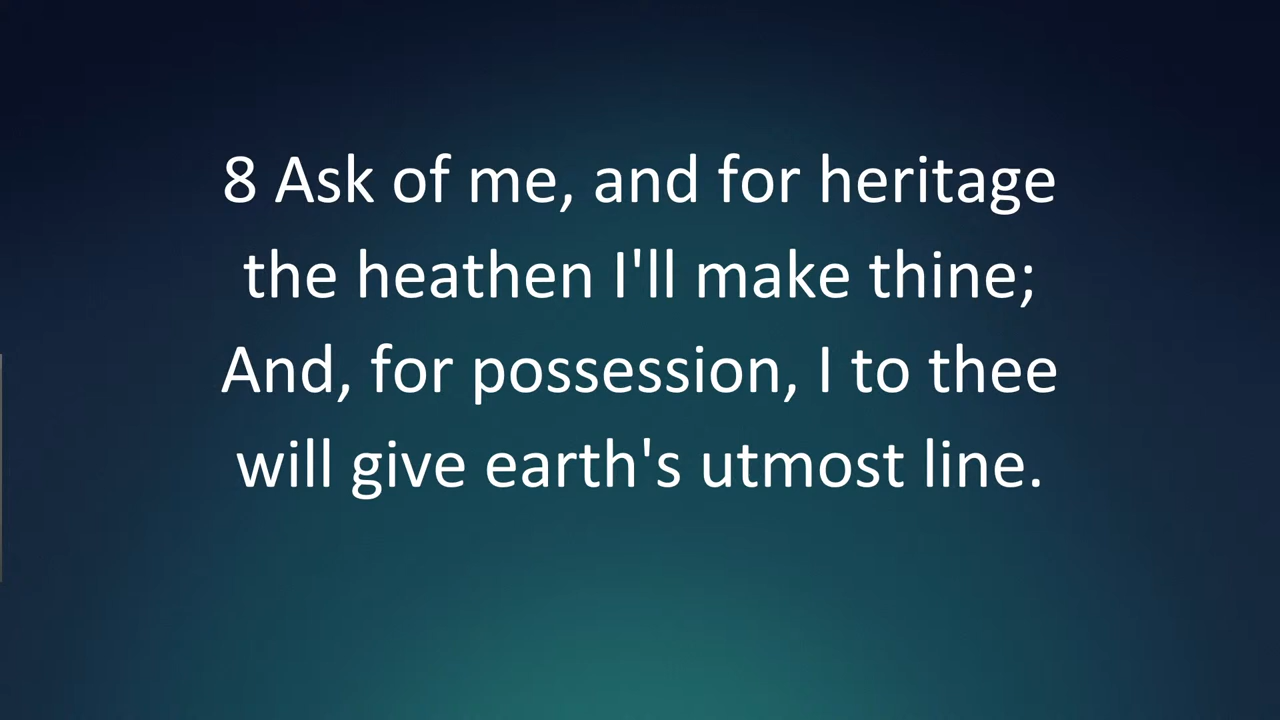 8 Ask of me, and for heritage
the heathen I'll make thine;
And, for possession, I to thee
will give earth's utmost line.